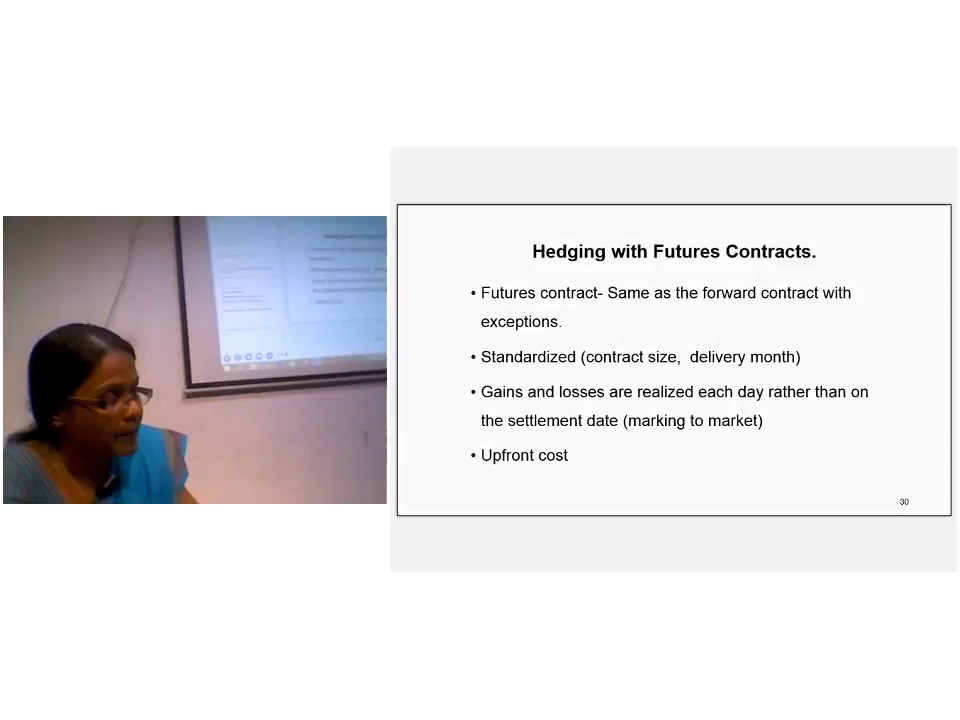 Hedging with Futures Contracts.
• Futures contract- Same as the forward contract with
exceptions.
• Standardized (contract size, delivery month)
• Gains and losses are realized each day rather than on
the settlement date (marking to market)
• Upfront cost
30